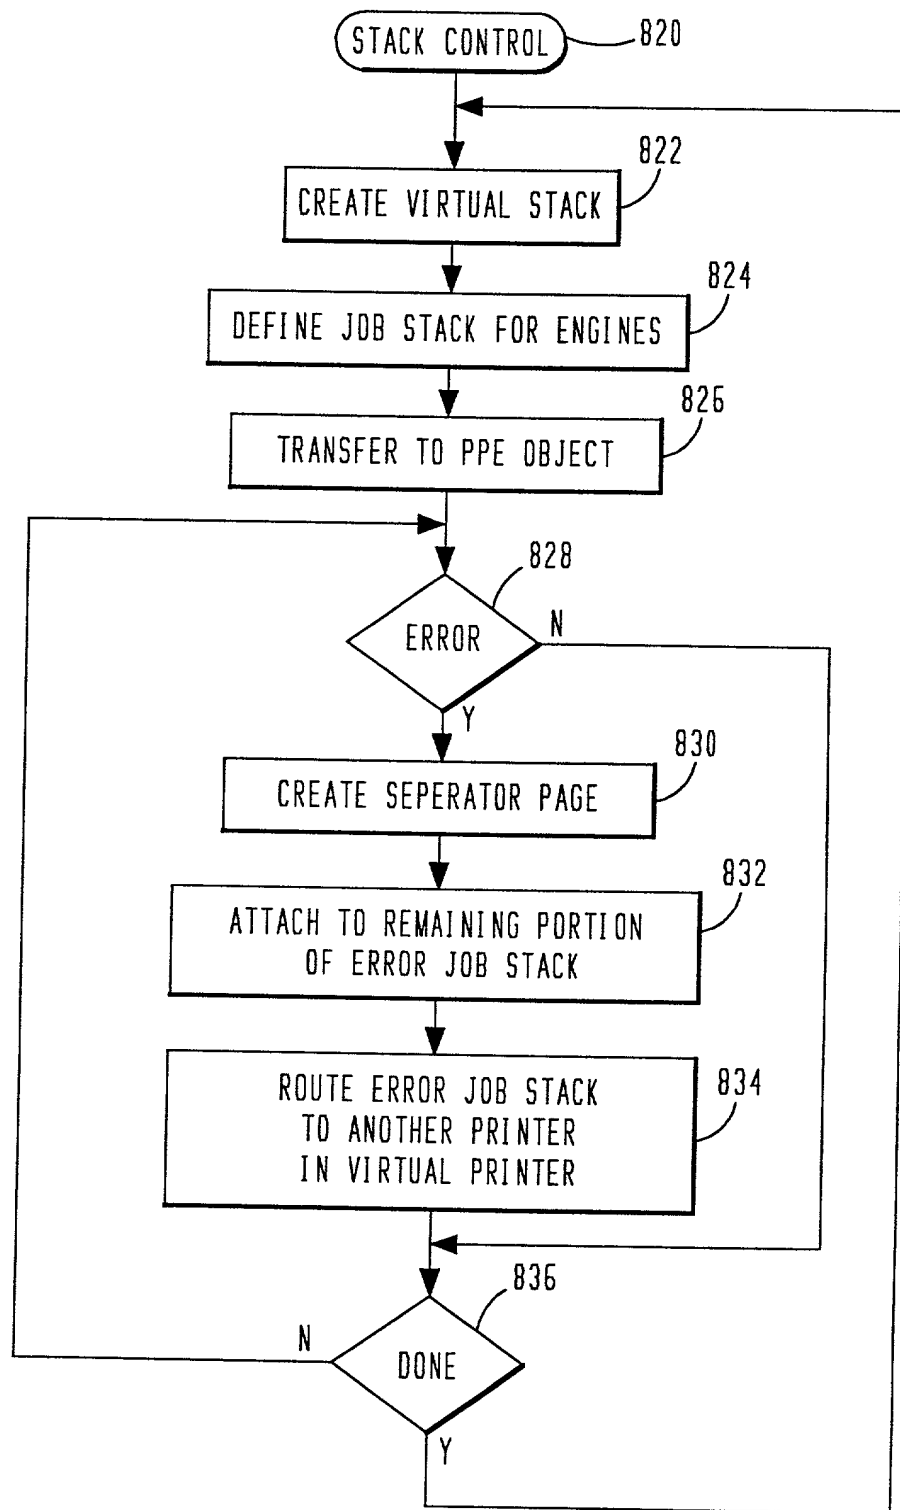 STACK CONTROL
820
822
CREATE VIRTUAL STACK
824
DEFINE JOB STACK FOR ENGINES
826
TRANSFER TO PPE OBJECT
828
ERROR
N
Y
830
CREATE SEPERATOR PAGE
832
ATTACH TO REMAINING PORTION
OF ERROR JOB STACK
834
ROUTE ERROR JOB STACK
TO ANOTHER PRINTER
IN VIRTUAL PRINTER
836
N
DONE
Y